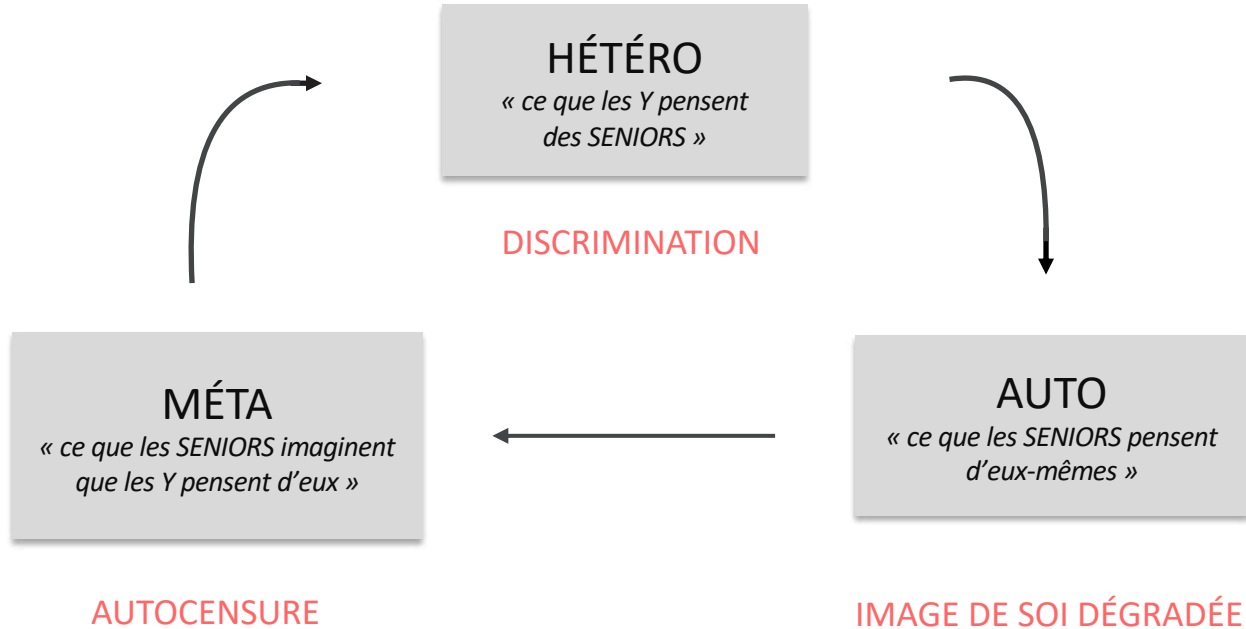 HÉTÉRO
« ce que les Y pensent
des SENIORS »
DISCRIMINATION
MÉTA
« ce que les SENIORS imaginent
que les Y pensent d’eux »
AUTOCENSURE
AUTO
« ce que les SENIORS pensent
d’eux-mêmes »
IMAGE DE SOI DÉGRADÉE